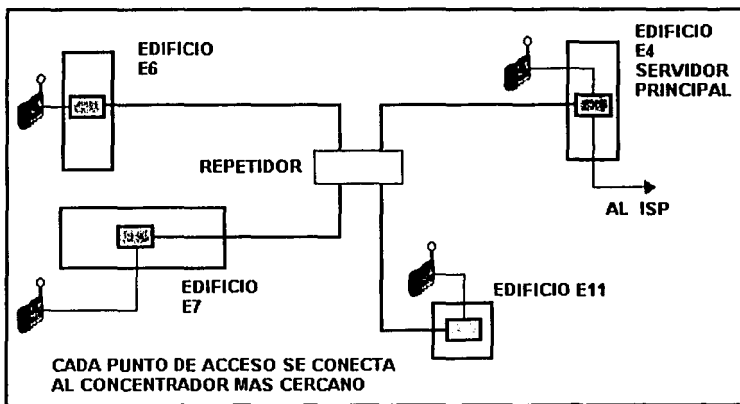 EDIFICIO
E6
EDIFICIO
E4
SERVIDOR
PRINCIPAL
REPETIDOR
AL ISP
EDIFICIO
E7
EDIFICIO E11
CADA PUNTO DE ACCESO SE CONECTA
AL CONCENTRADOR MAS CERCANO